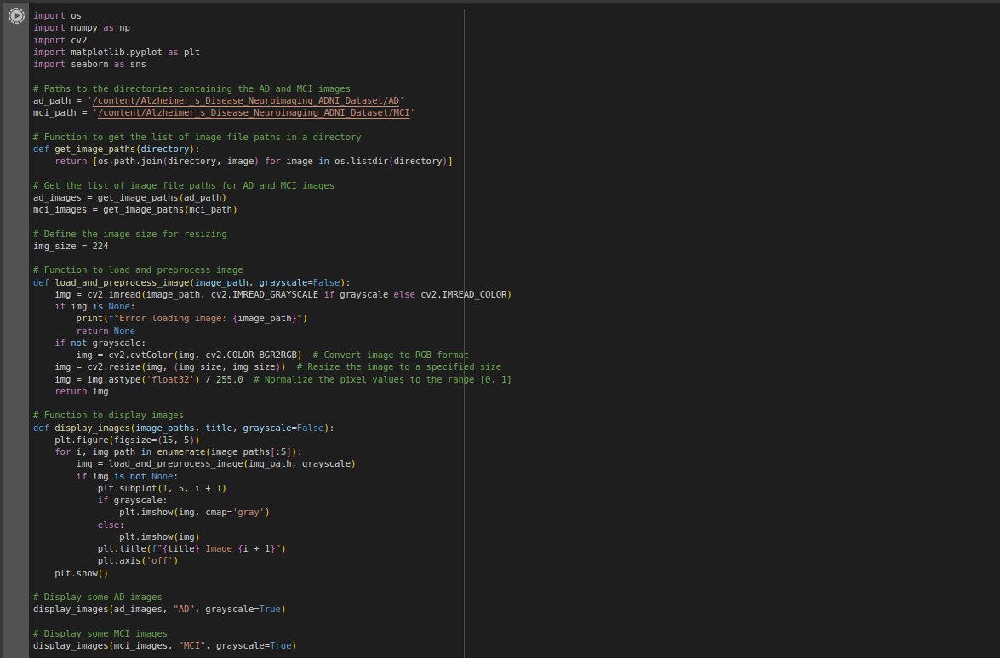 import os
import numpy as np
import cv2
import matplotlib.pyplot as plt
import seaborn as sns

# Paths to the directories containing the AD and MCI images
ad_path = '/content/Alzheimer_s_Disease_Neuroimaging_ADNI_Dataset/AD'
mci_path = '/content/Alzheimer_s_Disease_Neuroimaging_ADNI_Dataset/MCI'

# Function to get the list of image file paths in a directory
def get_image_paths(directory):
    return [os.path.join(directory, image) for image in os.listdir(directory)]

# Get the list of image file paths for AD and MCI images
ad_images = get_image_paths(ad_path)
mci_images = get_image_paths(mci_path)

# Define the image size for resizing
img_size = 224

# Function to load and preprocess image
def load_and_preprocess_image(image_path, grayscale=False):
    img = cv2.imread(image_path, cv2.IMREAD_GRAYSCALE if grayscale else cv2.IMREAD_COLOR)
    if img is None:
        print(f"Error loading image: {image_path}")
        return None
    if not grayscale:
        img = cv2.cvtColor(img, cv2.COLOR_BGR2RGB)  # Convert image to RGB format
    img = cv2.resize(img, (img_size, img_size))  # Resize the image to a specified size
    img = img.astype('float32') / 255.0  # Normalize the pixel values to the range [0, 1]
    return img

# Function to display images
def display_images(image_paths, title, grayscale=False):
    plt.figure(figsize=(15, 5))
    for i, img_path in enumerate(image_paths[:5]):
        img = load_and_preprocess_image(img_path, grayscale)
        if img is not None:
            plt.subplot(1, 5, i + 1)
            if grayscale:
                plt.imshow(img, cmap='gray')
            else:
                plt.imshow(img)
            plt.title(f"{title} Image {i + 1}")
            plt.axis('off')
    plt.show()

# Display some AD images
display_images(ad_images, "AD", grayscale=True)

# Display some MCI images
display_images(mci_images, "MCI", grayscale=True)